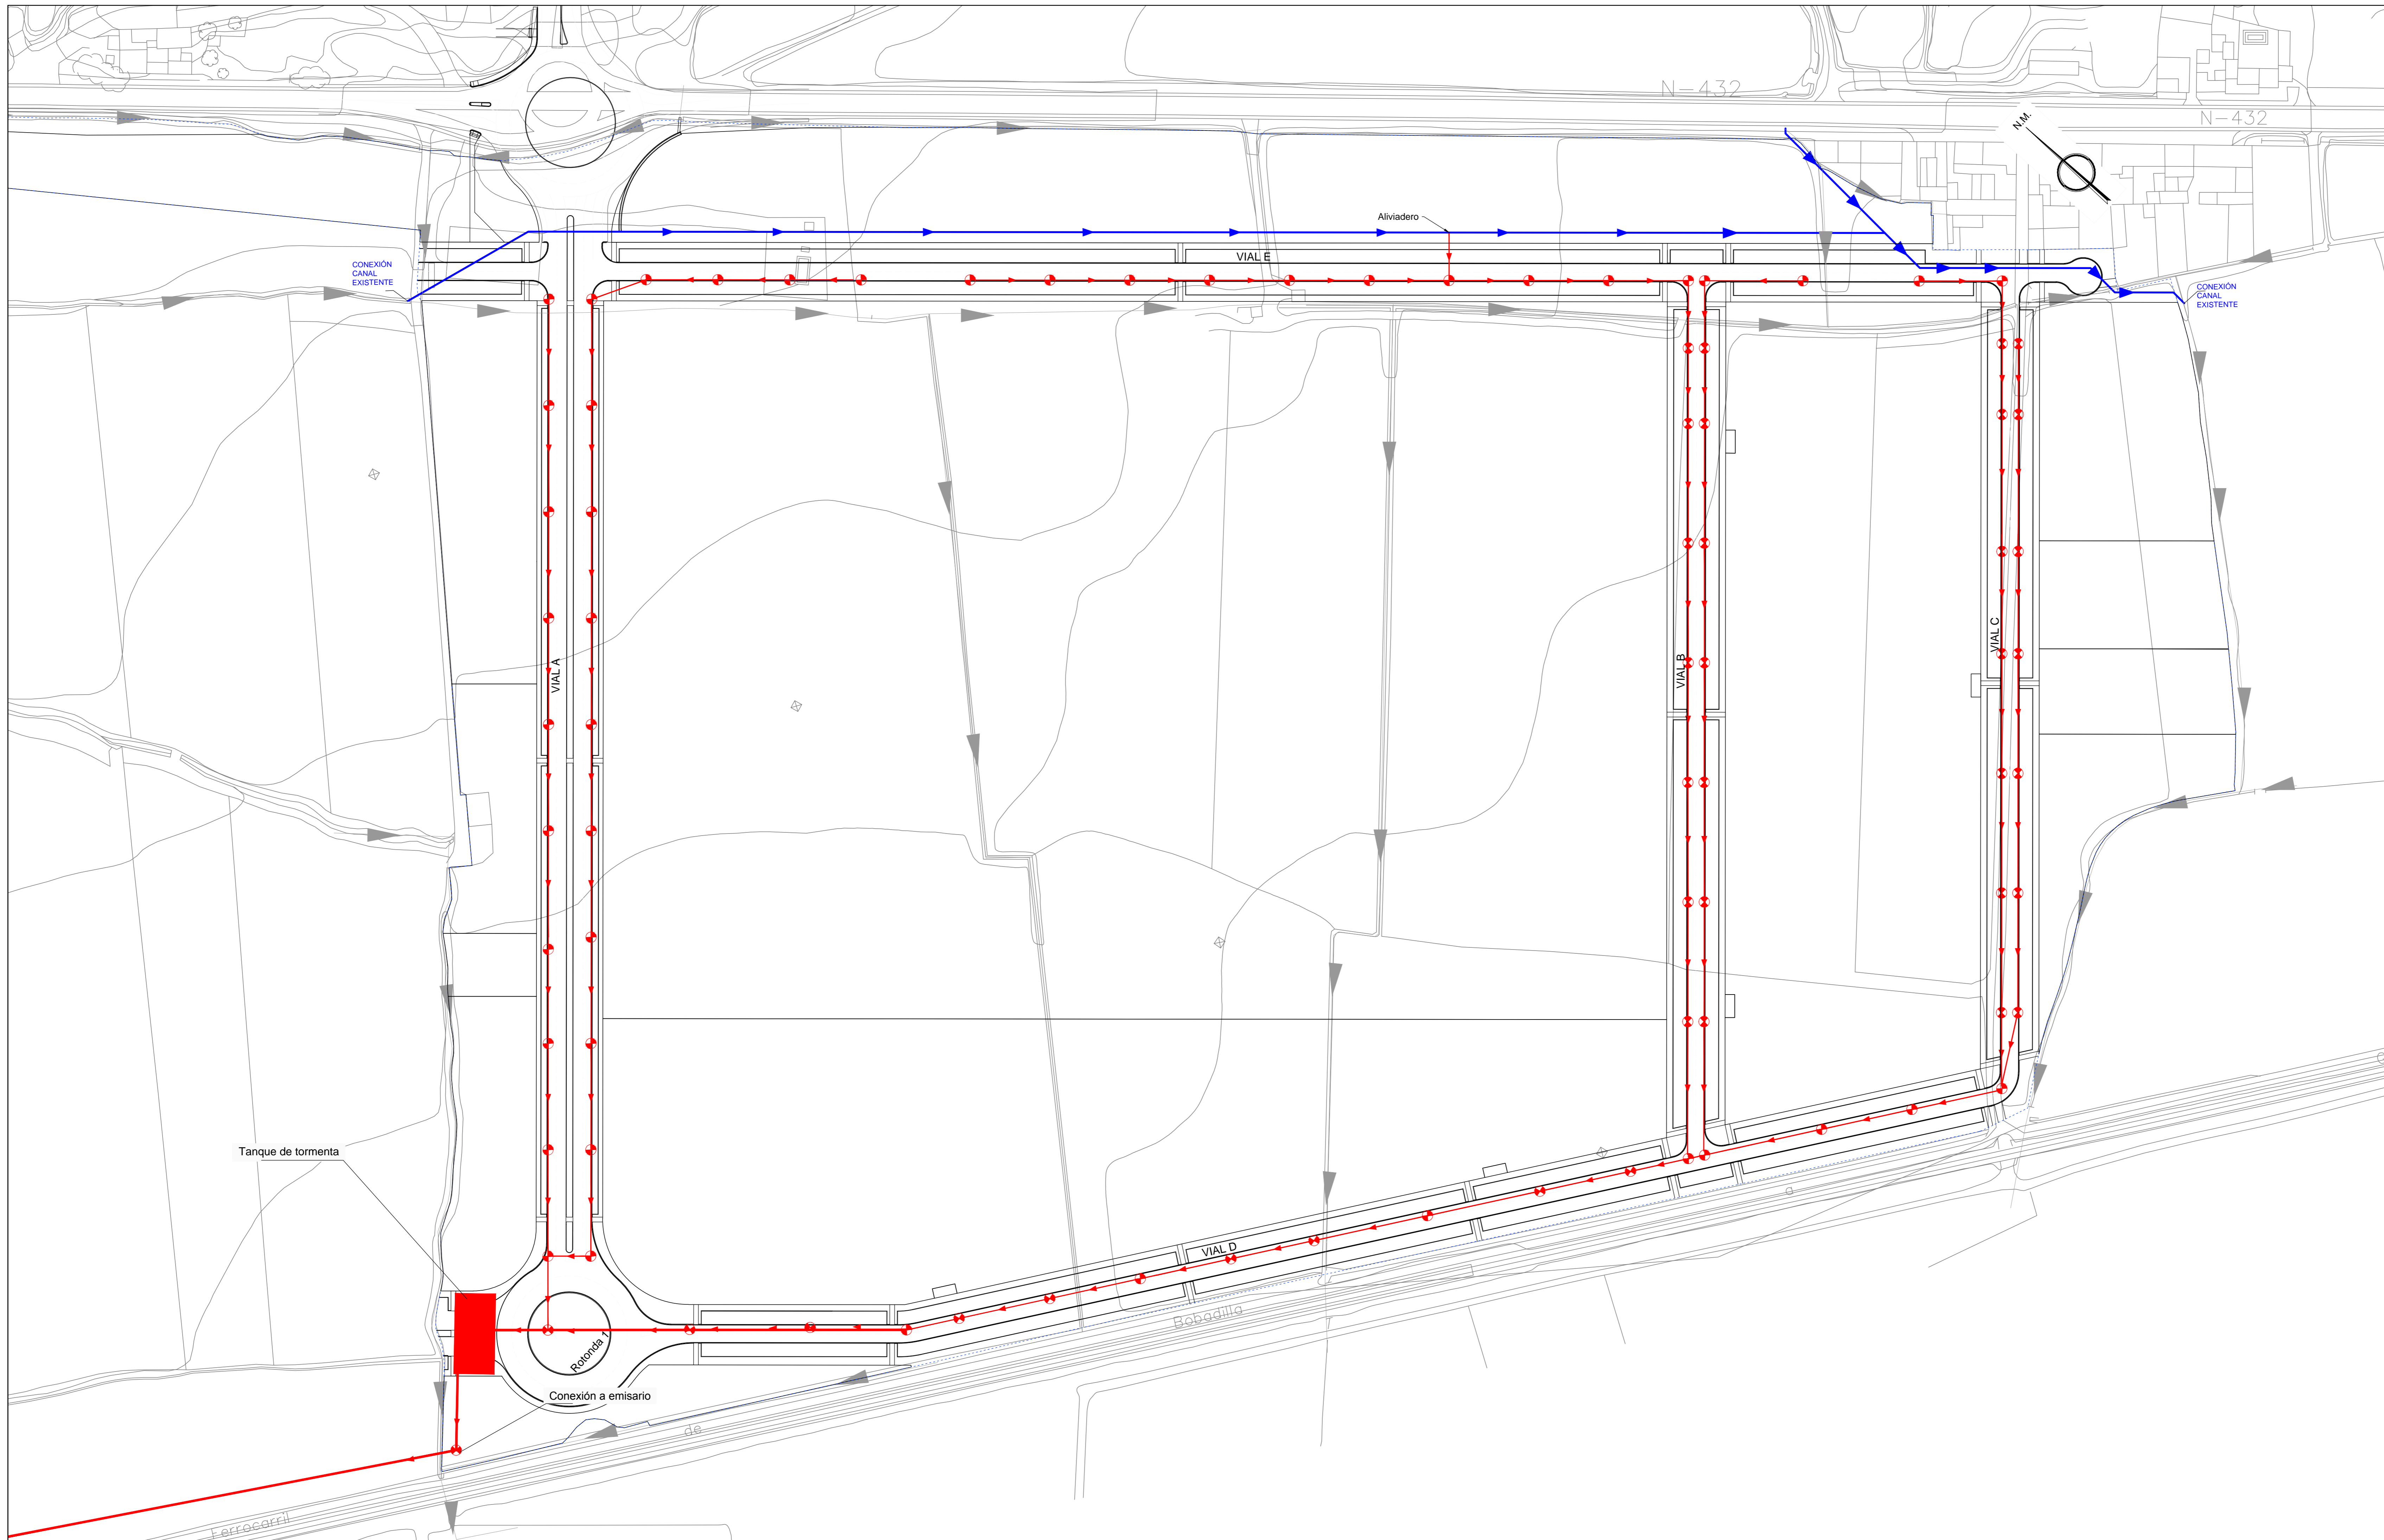 N-432
N-432
N.M.
Aliviadero
VIAL E
CONEXIÓN
CANAL
EXISTENTE
CONEXIÓN
CANAL
EXISTENTE
VIAL A
VIAL B
VIAL C
Tanque de tormenta
VIAL D
Rotonda 1
Conexión a emisario
Ferrocarril
de
Bobadilla
a